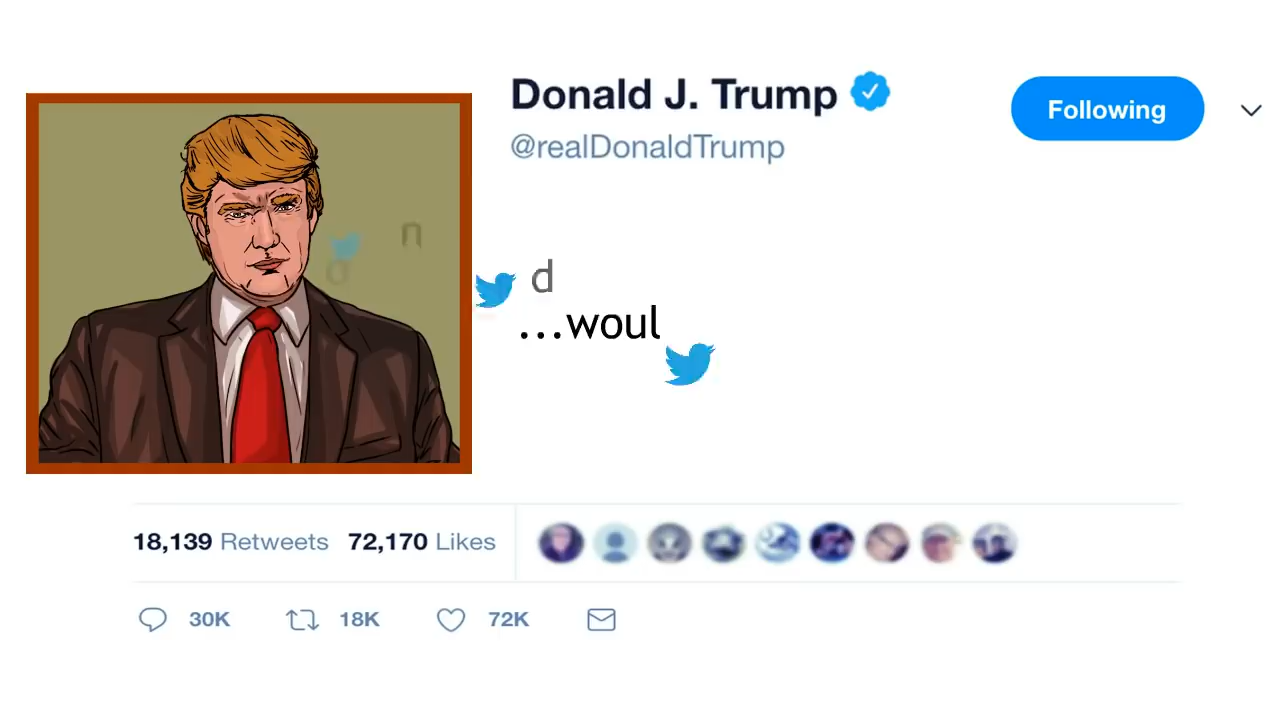 Donald J. Trump
@realDonaldTrump
Following
n
d
d
...woul
18,139 Retweets 72,170 Likes
30K 18K 72K